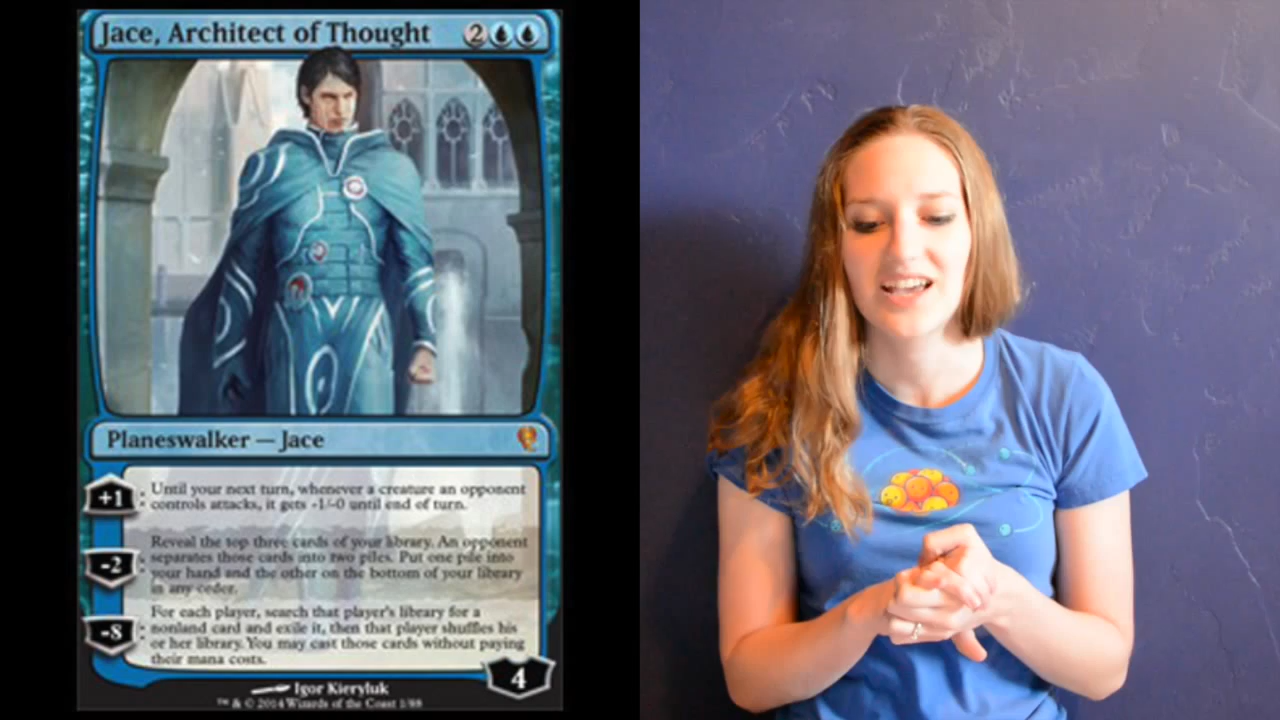 Jace, Architect of Thought 2
Planeswalker — Jace
+1
Until your next turn, whenever a creature an opponent
controls attacks, it gets -1/-0 until end of turn.
-2
Reveal the top three cards of your library. An opponent
separates those cards into two piles. Put one pile into
your hand and the other on the bottom of your library
in any order.
-8
For each player, search that player's library for a
nonland card and exile it, then that player shuffles his
or her library. You may cast those cards without paying
their mana costs.
4
Igor Kieryluk
™ & © 2014 Wizards of the Coast 1/88